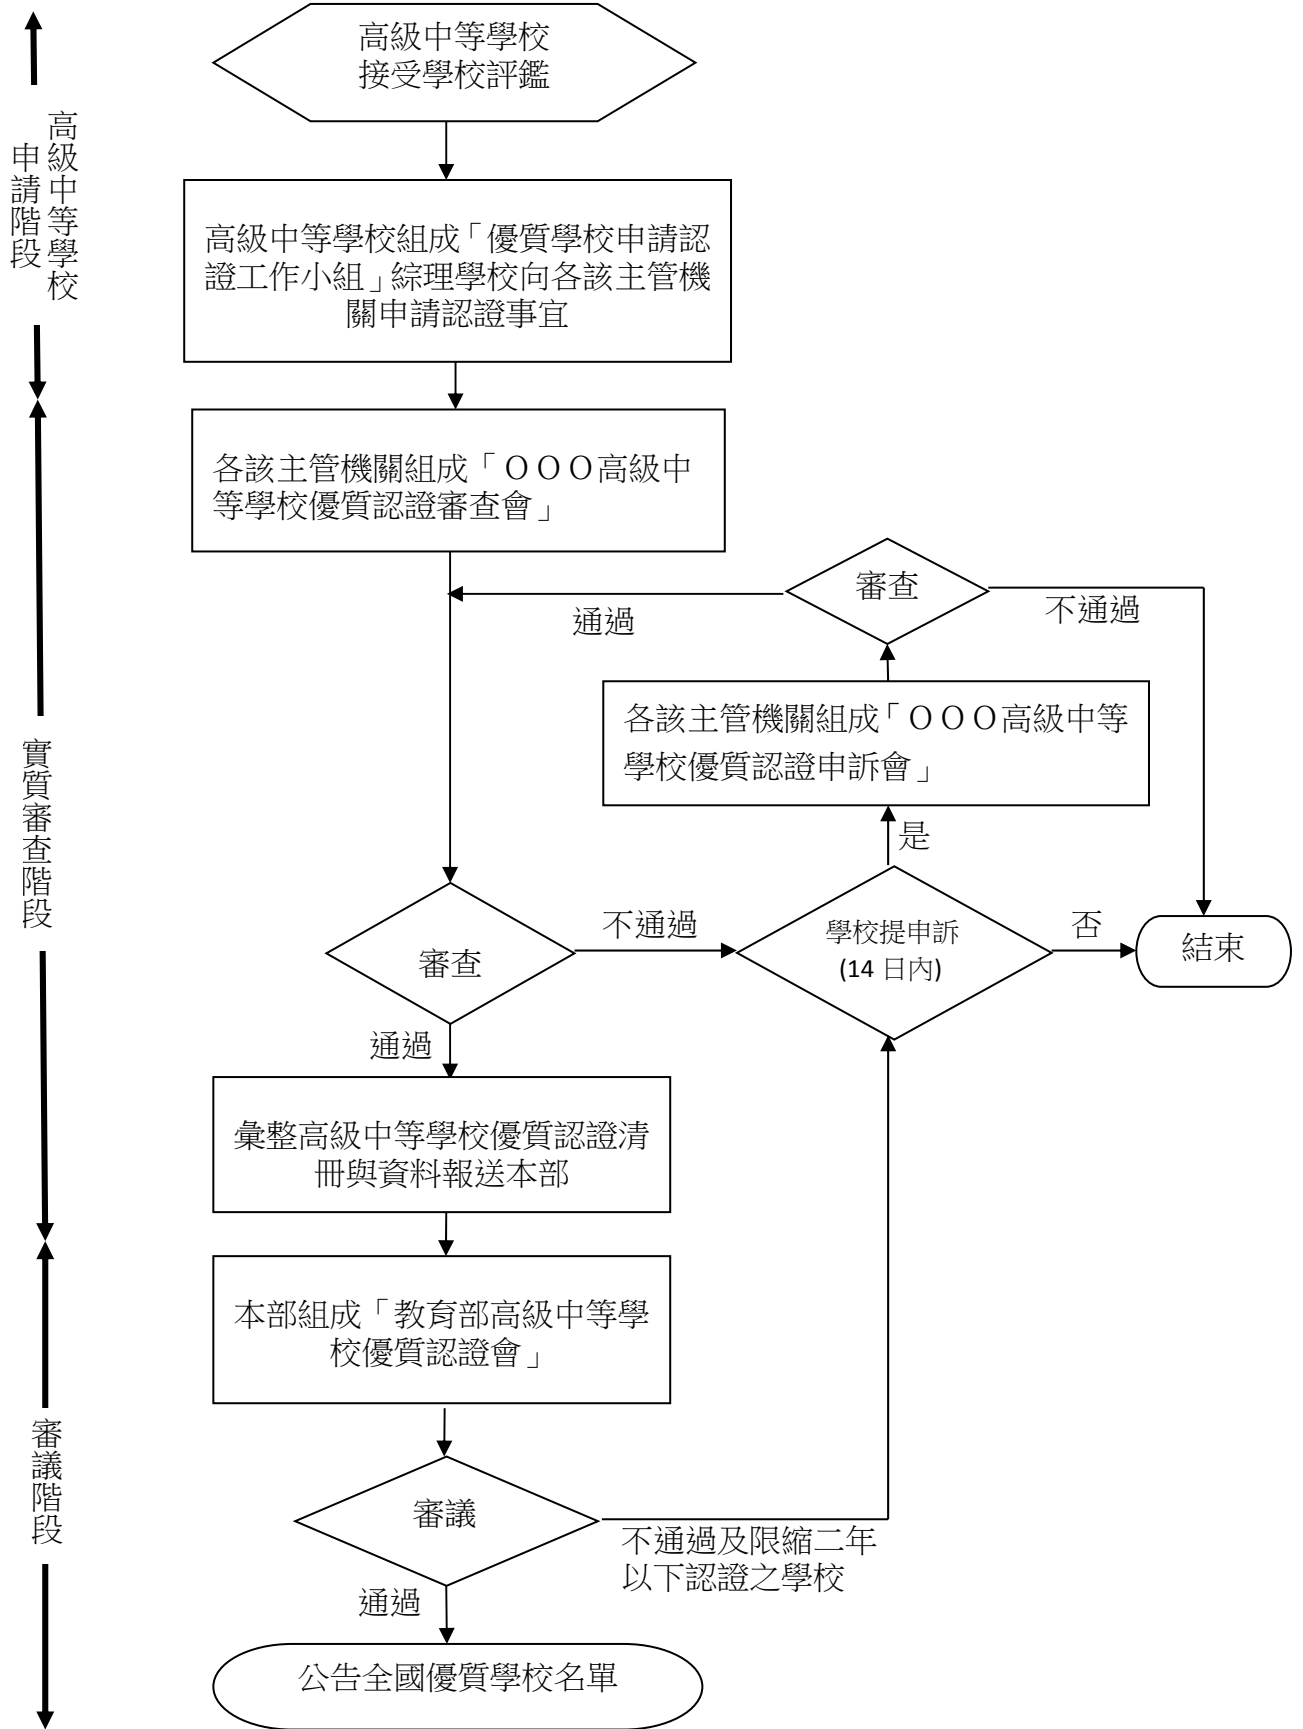 高級中等學校
接受學校評鑑
高級中等學校
申請階段
高級中等學校組成「優質學校申請認
證工作小組」綜理學校向各該主管機
關申請認證事宜
各該主管機關組成「ＯＯＯ高級中
等學校優質認證審查會」
審查
通過
不通過
各該主管機關組成「ＯＯＯ高級中等
學校優質認證申訴會」
是
實質審查階段
審查
不通過
學校提申訴
(14 日內)
否
結束
通過
彙整高級中等學校優質認證清
冊與資料報送本部
本部組成「教育部高級中等學
校優質認證會」
審議階段
審議
不通過及限縮二年
以下認證之學校
通過
公告全國優質學校名單